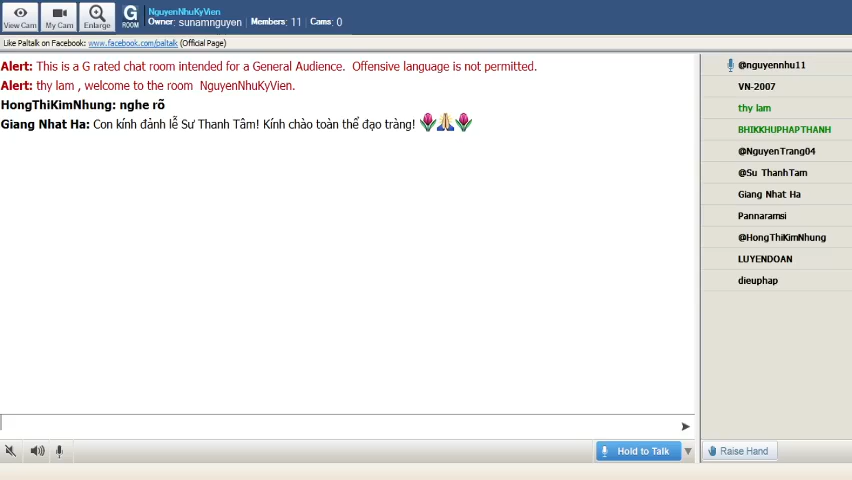 NguyenNhuKyVien
G
ROOM
Owner: sunamnguyen Members: 11 Cams: 0
View Cam My Cam Enlarge
Like Paltalk on Facebook: www.facebook.com/paltalk (Official Page)
Alert: This is a G rated chat room intended for a General Audience. Offensive language is not permitted.
Alert: thy lam , welcome to the room NguyenNhuKyVien.
HongThiKimNhung: nghe rõ
Giang Nhat Ha: Con kính đảnh lễ Sư Thanh Tâm! Kính chào toàn thể đạo tràng!
@nguyennhu11
VN-2007
thy lam
BHIKKHUPHAPTHANH
@NguyenTrang04
@Su ThanhTam
Giang Nhat Ha
Pannaramsi
@HongThiKimNhung
LUYENDOAN
dieuphap
Hold to Talk
Raise Hand